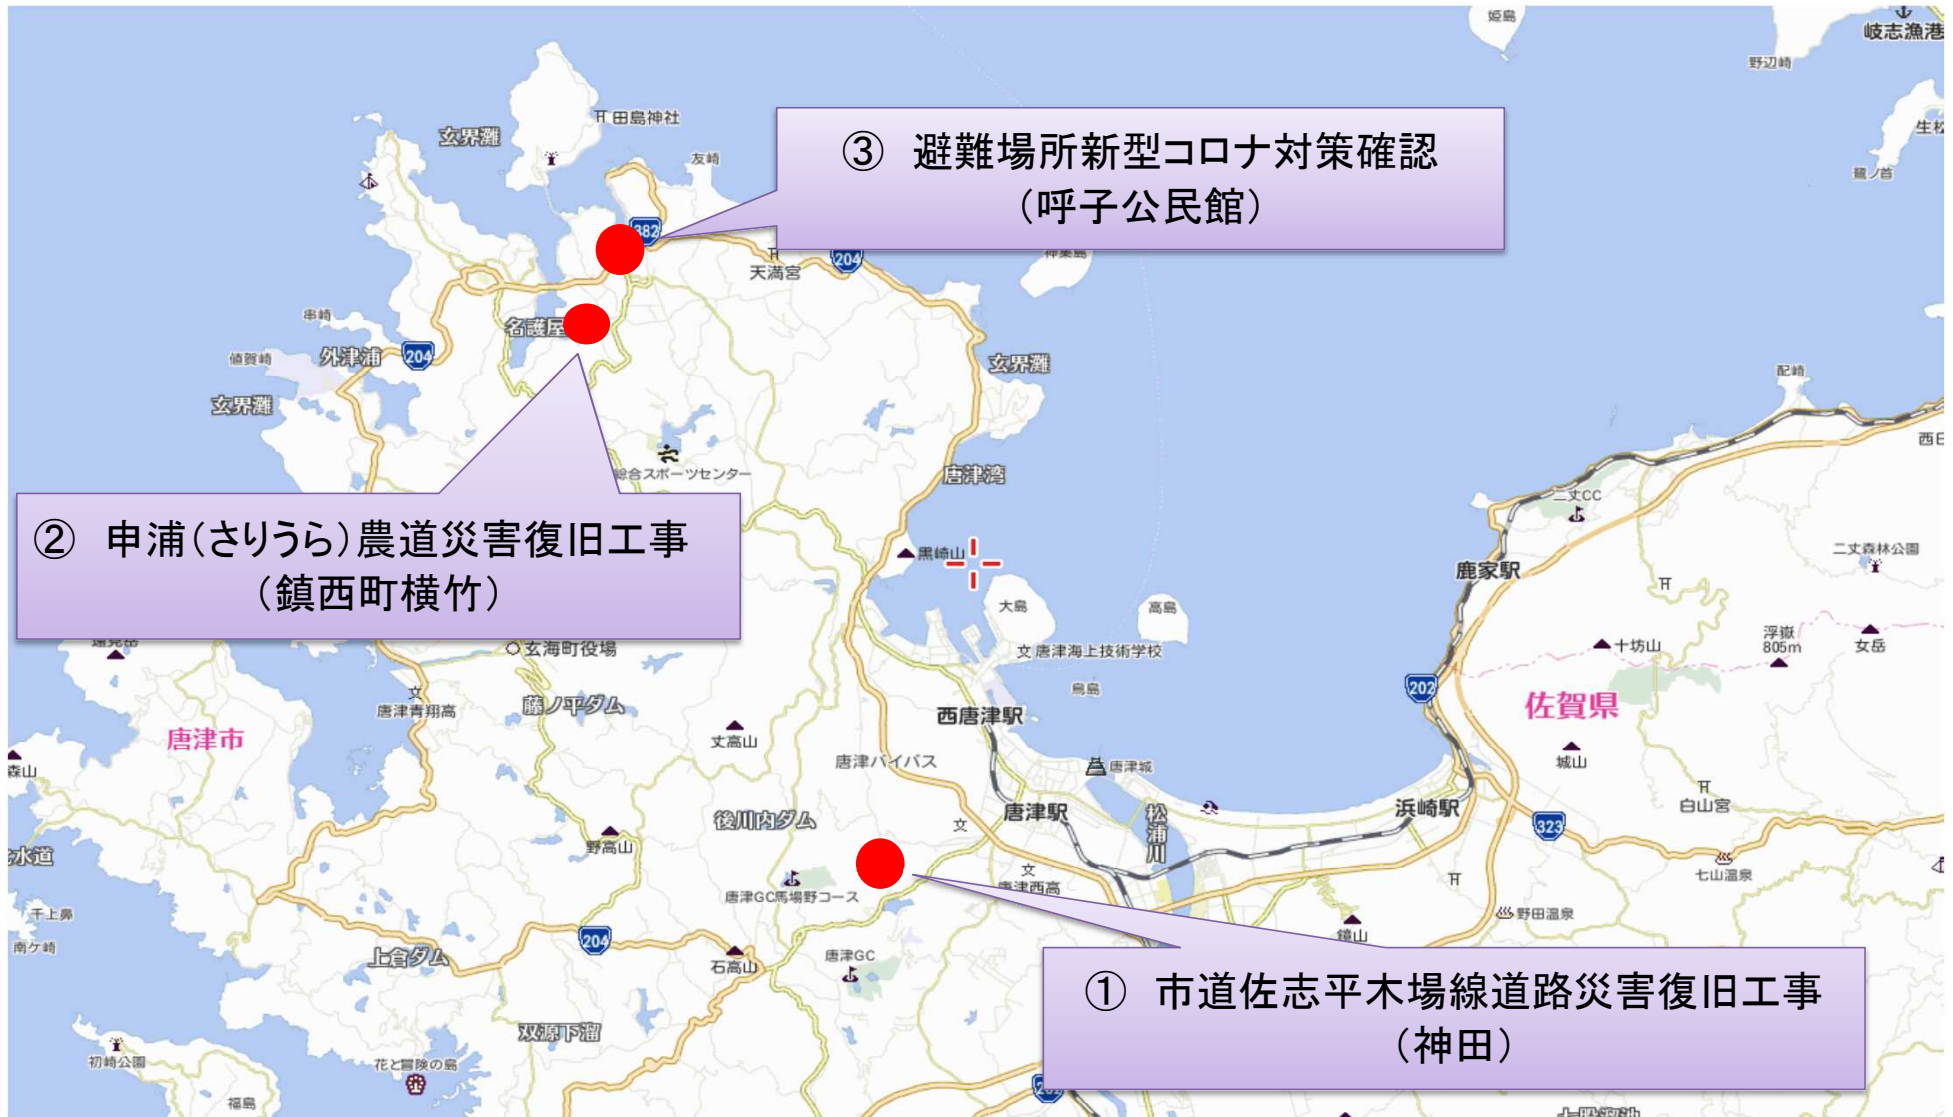 姫島
岐志漁港
野辺崎
生松
鷺ノ首
玄界灘
田島神社
友崎
③ 避難場所新型コロナ対策確認
(呼子公民館)
382
天満宮
204
神集島
串崎
名護屋
値賀崎
外津浦
204
玄界灘
玄界灘
配崎
西日
総合スポーツセンター
唐津湾
二丈CC
② 申浦(さりうら)農道災害復旧工事
(鎮西町横竹)
黒崎山
鹿家駅
二丈森林公園
大島
高島
玄海町役場
唐津海上技術学校
十坊山
浮嶽
805m
女岳
唐津青翔高
藤ノ平ダム
鳥島
202
佐賀県
唐津市
丈高山
西唐津駅
森山
唐津バイパス
唐津城
城山
後川内ダム
唐津駅
松浦川
浜崎駅
白山宮
323
水道
野高山
唐津GC馬場野コース
唐津西高
七山温泉
干上鼻
南ケ崎
上倉ダム
204
石高山
唐津GC
鏡山
野田温泉
① 市道佐志平木場線道路災害復旧工事
(神田)
双源下溜
初崎公園
花と冒険の島
福島
202